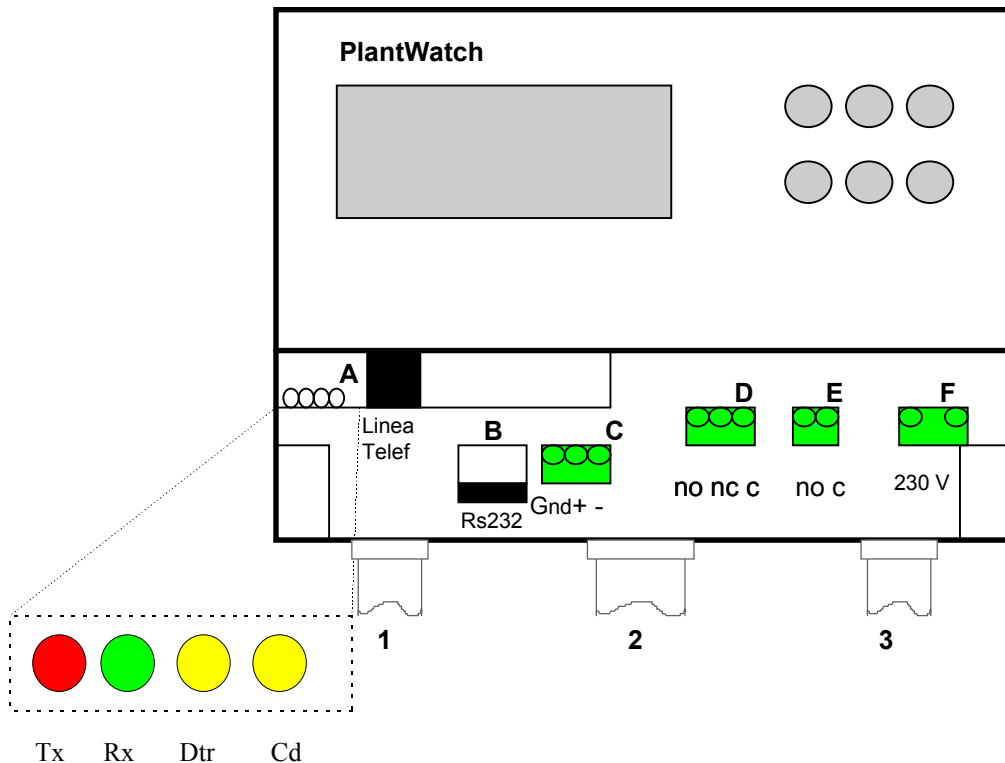 PlantWatch
A
Linea
Telef
B
Rs232
C
Gnd+ -
D
no nc c
E
no c
F
230 V
1 2 3
Tx Rx Dtr Cd